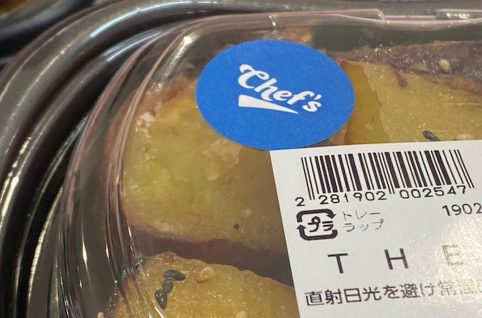 Chef's
2 281902 002547
プラ トレー
ラップ
1902
THE
直射日光を避け常温